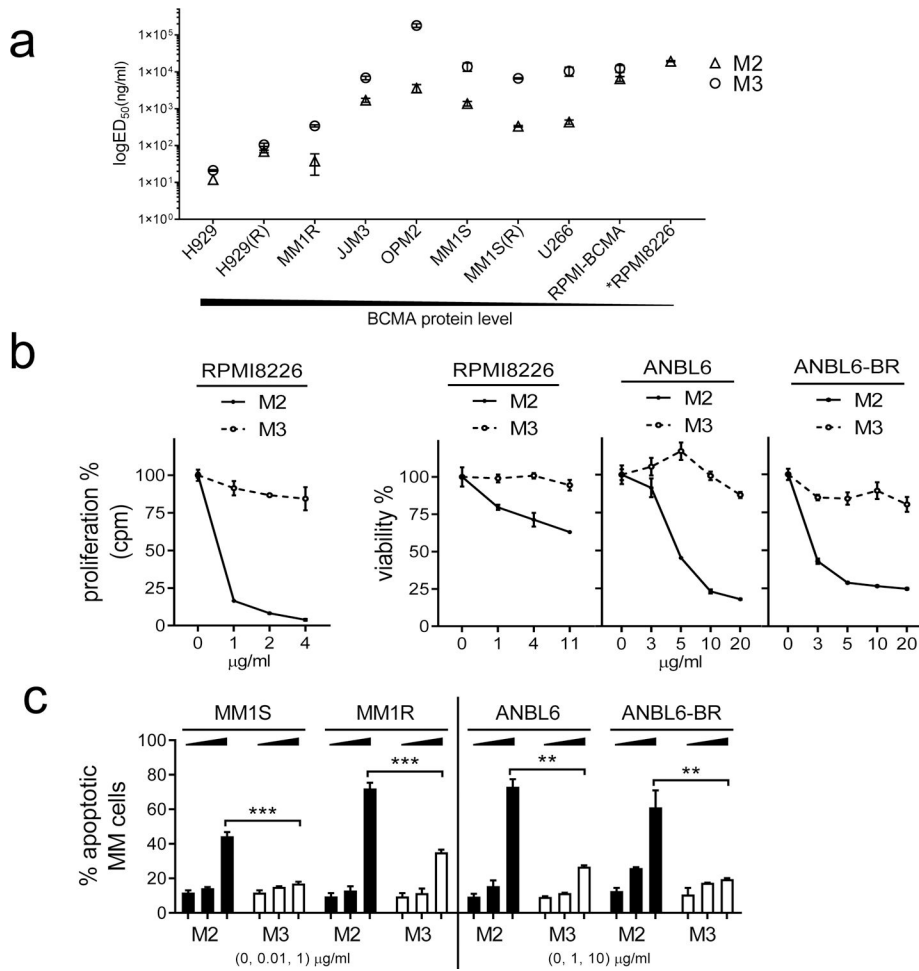 a
logED₅₀(ng/ml)
1×10⁵
1×10⁴
1×10³
1×10²
1×10¹
1×10⁰
M2
M3
H929
H929(R)
MM1R
JJM3
OPM2
MM1S
MM1S(R)
U266
RPMI-BCMA
*RPMI8226
BCMA protein level
b
RPMI8226
M2
M3
proliferation %
(cpm)
100
75
50
25
0
0 1 2 4
µg/ml
RPMI8226
M2
M3
viability %
100
75
50
25
0
0 1 4 11
ANBL6
M2
M3
0 3 5 10 20
µg/ml
ANBL6-BR
M2
M3
0 3 5 10 20
c
MM1S MM1R ANBL6 ANBL6-BR
% apoptotic
MM cells
100
80
60
40
20
0
*** *** ** **
M2 M3 M2 M3 M2 M3 M2 M3
(0, 0.01, 1) µg/ml (0, 1, 10) µg/ml